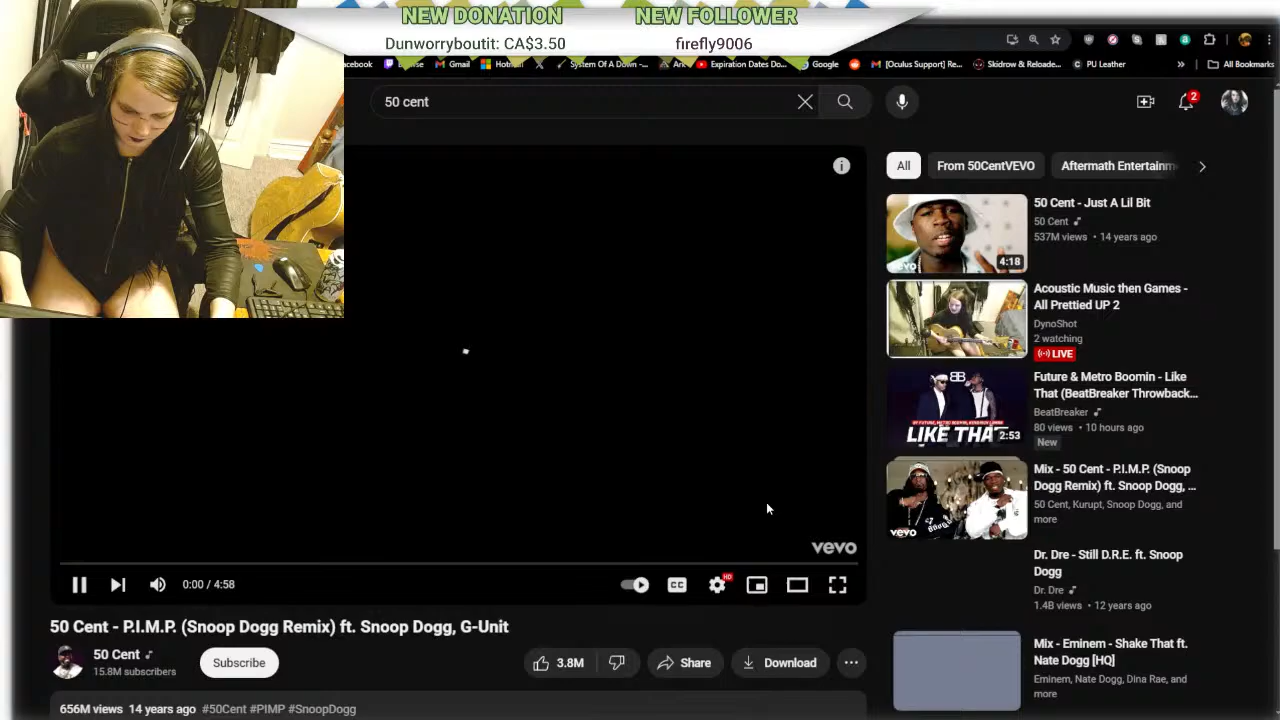 NEW DONATION
NEW FOLLOWER
Dunworryboutit: CA$3.50
firefly9006
Gmail
System Of A Down -...
Expiration Dates Do...
Google
[Oculus Support] Re...
Skidrow & Reloade...
PU Leather
»
All Bookmarks
50 cent
2
All
From 50CentVEVO
Aftermath Entertainm
50 Cent - Just A Lil Bit
50 Cent
537M views • 14 years ago
4:18
Acoustic Music then Games -
All Prettied UP 2
DynoShot
2 watching
LIVE
Future & Metro Boomin - Like
That (BeatBreaker Throwback...
BeatBreaker
80 views • 10 hours ago
New
BB
LIKE THAT
2:53
Mix - 50 Cent - P.I.M.P. (Snoop
Dogg Remix) ft. Snoop Dogg, ...
50 Cent, Kurupt, Snoop Dogg, and
more
vevo
Dr. Dre - Still D.R.E. ft. Snoop
Dogg
Dr. Dre
1.4B views • 12 years ago
Mix - Eminem - Shake That ft.
Nate Dogg [HQ]
Eminem, Nate Dogg, Dina Rae, and
more
vevo
0:00 / 4:58
CC
HD
50 Cent - P.I.M.P. (Snoop Dogg Remix) ft. Snoop Dogg, G-Unit
50 Cent
15.8M subscribers
Subscribe
3.8M
Share
Download
656M views 14 years ago #50Cent #PIMP #SnoopDogg